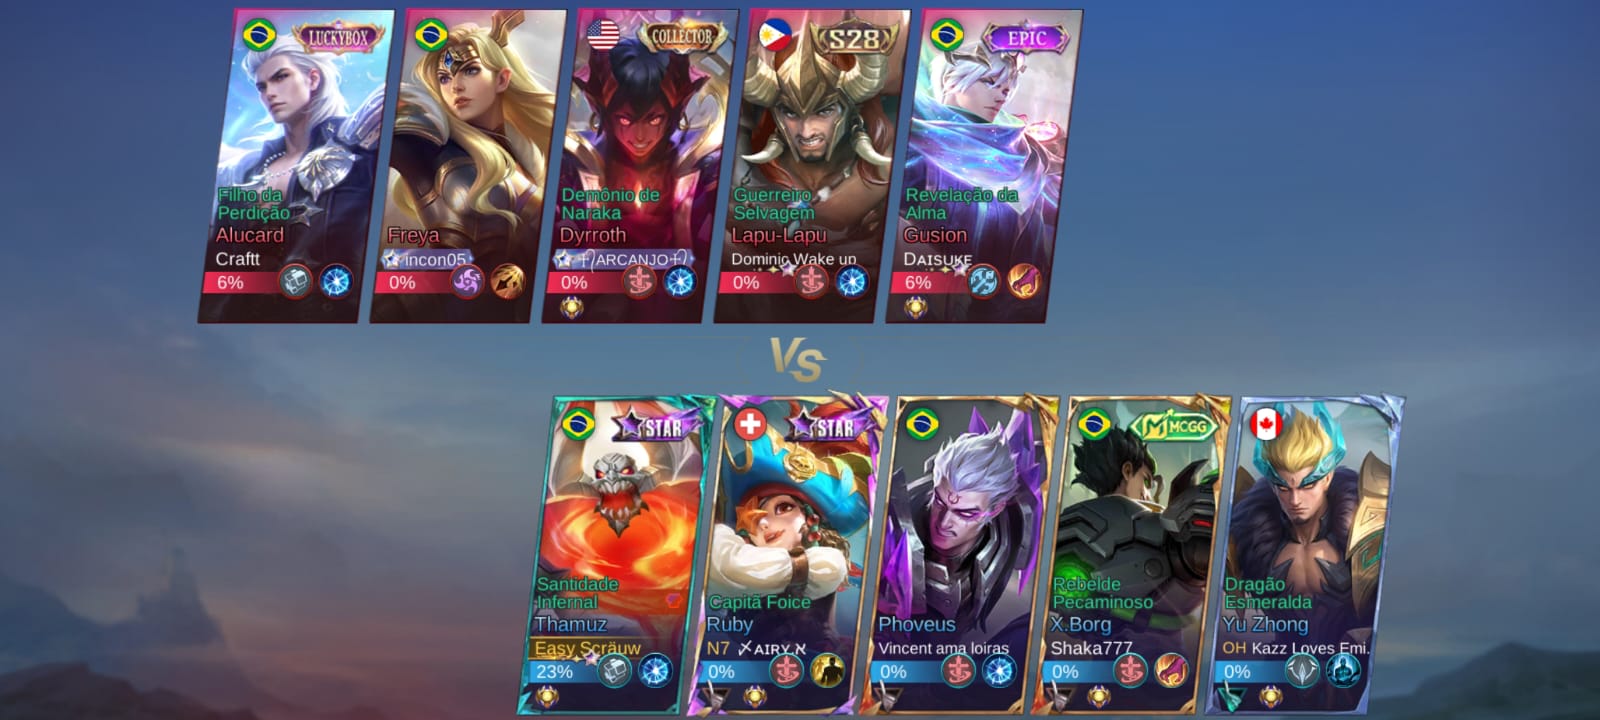 LUCKYBOX
Filho da
Perdição
Alucard
Craftt
6%
Freya
incon05
0%
COLLECTOR
Demônio de
Naraka
Dyrroth
ARCANJO
0%
S28
Guerreiro
Selvagem
Lapu-Lapu
Dominic Wake up
0%
EPIC
Revelação da
Alma
Gusion
DAISUKE
6%
VS
STAR
Santidade
Infernal
Thamuz
Easy Scräuw
23%
STAR
Capitã Foice
Ruby
N7 〆AIRY.א
0%
Phoveus
Vincent ama loiras
0%
MCGG
Rebelde
Pecaminoso
X.Borg
Shaka777
0%
Dragão
Esmeralda
Yu Zhong
OH Kazz Loves Emi.
0%